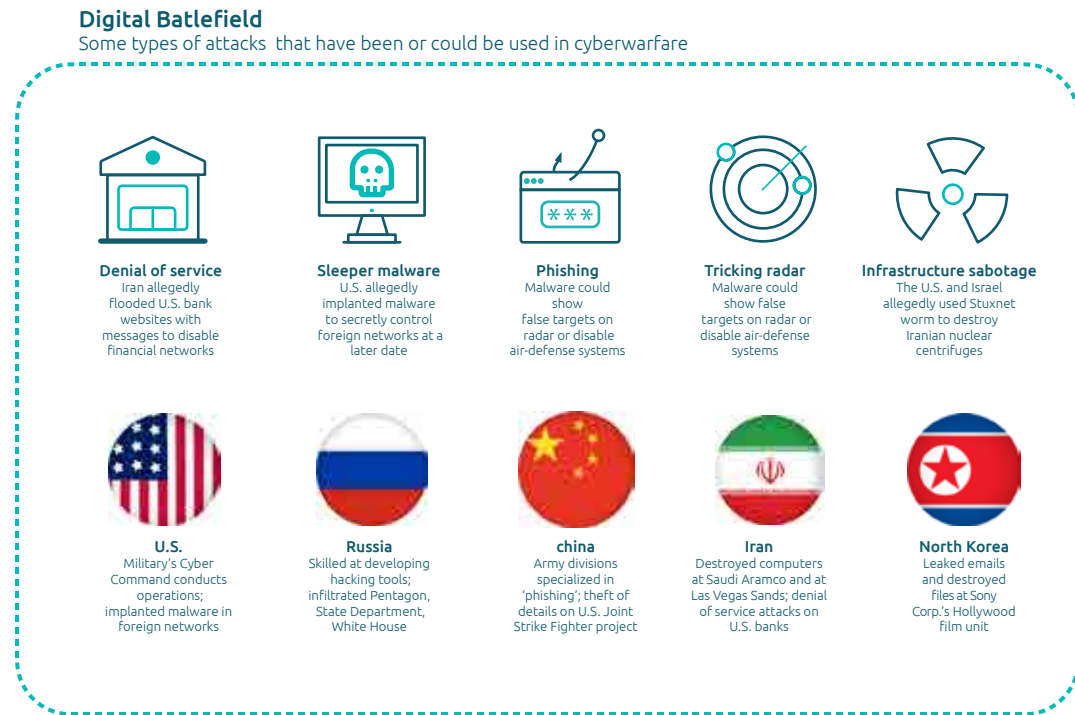 Digital Batlefield
Some types of attacks that have been or could be used in cyberwarfare
***
Denial of service
Iran allegedly
flooded U.S. bank
websites with
messages to disable
financial networks
Sleeper malware
U.S. allegedly
implanted malware
to secretly control
foreign networks at a
later date
Phishing
Malware could
show
false targets on
radar or disable
air-defense systems
Tricking radar
Malware could
show false
targets on radar or
disable air-defense
systems
Infrastructure sabotage
The U.S. and Israel
allegedly used Stuxnet
worm to destroy
Iranian nuclear
centrifuges
U.S.
Military’s Cyber
Command conducts
operations;
implanted malware in
foreign networks
Russia
Skilled at developing
hacking tools;
infiltrated Pentagon,
State Department,
White House
china
Army divisions
specialized in
‘phishing’; theft of
details on U.S. Joint
Strike Fighter project
Iran
Destroyed computers
at Saudi Aramco and at
Las Vegas Sands; denial
of service attacks on
U.S. banks
North Korea
Leaked emails
and destroyed
files at Sony
Corp.’s Hollywood
film unit